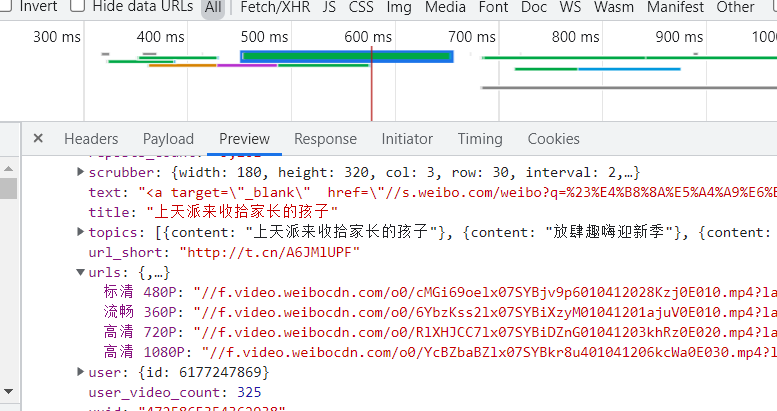 Invert Hide data URLs All Fetch/XHR JS CSS Img Media Font Doc WS Wasm Manifest Other
300 ms 400 ms 500 ms 600 ms 700 ms 800 ms 900 ms 1000
Headers Payload Preview Response Initiator Timing Cookies
scrubber: {width: 180, height: 320, col: 3, row: 30, interval: 2,…}
text: "<a target=\"_blank\" href=\"//s.weibo.com/weibo?q=%23%E4%B8%8A%E5%A4%A9%E6%B
title: "上天派来收拾家长的孩子"
topics: [{content: "上天派来收拾家长的孩子"}, {content: "放肆趣嗨迎新季"}, {content:
url_short: "http://t.cn/A6JMlUPF"
urls: {,…}
标清 480P: "//f.video.weibocdn.com/o0/cMGi69oelx07SYBjv9p6010412028Kzj0E010.mp4?la
流畅 360P: "//f.video.weibocdn.com/o0/6YbzKss2lx07SYBiXzyM01041201ajuV0E010.mp4?la
高清 720P: "//f.video.weibocdn.com/o0/RlXHJCC7lx07SYBiDZnG01041203khRz0E020.mp4?la
高清 1080P: "//f.video.weibocdn.com/o0/YcBZbaBZlx07SYBkr8u401041206kcWa0E030.mp4?l
user: {id: 6177247869}
user_video_count: 325